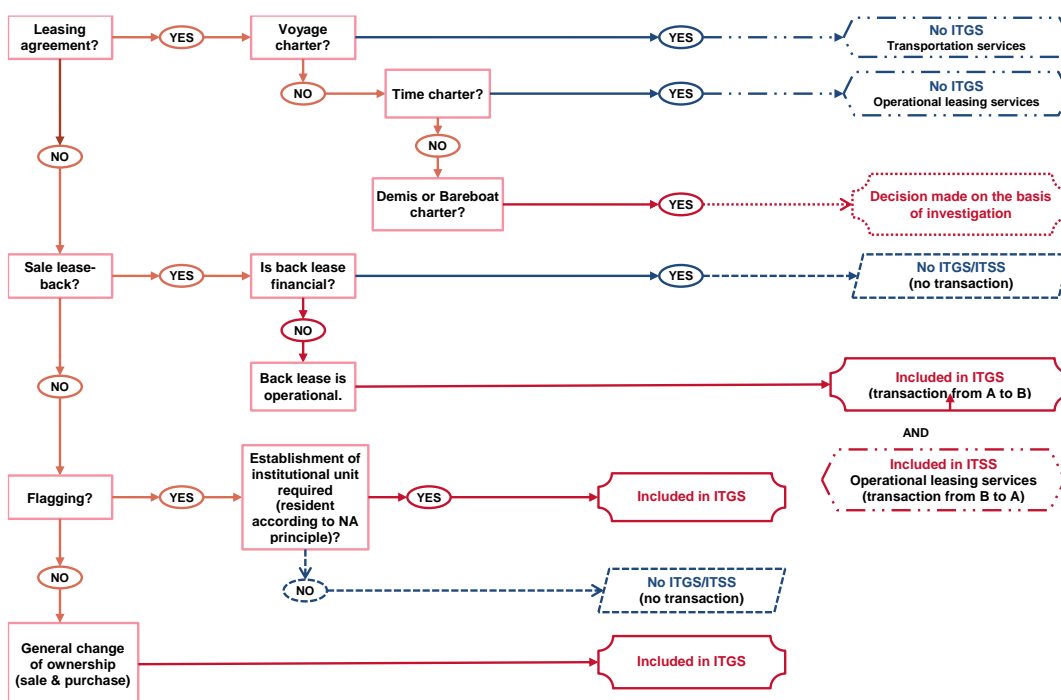 Leasing
agreement?
YES
Voyage
charter?
YES
No ITGS
Transportation services
NO
Time charter?
YES
No ITGS
Operational leasing services
NO
NO
Demis or Bareboat
charter?
YES
Decision made on the basis
of investigation
Sale lease-
back?
YES
Is back lease
financial?
YES
No ITGS/ITSS
(no transaction)
NO
NO
Back lease is
operational.
Included in ITGS
(transaction from A to B)
AND
Included in ITSS
Operational leasing services
(transaction from B to A)
Flagging?
YES
Establishment of
institutional unit
required
(resident
according to NA
principle)?
YES
Included in ITGS
NO
NO
No ITGS/ITSS
(no transaction)
General change
of ownership
(sale & purchase)
Included in ITGS